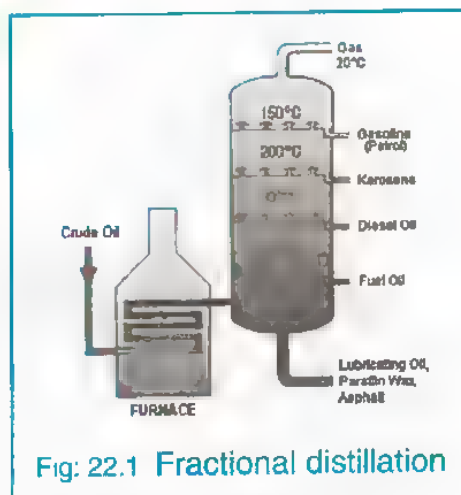 Gas
20°C
150°C
Gasoline
(Petrol)
200°C
Kerosene
Diesel Oil
Crude Oil
Fuel Oil
Lubricating Oil,
Paraffin Wax,
Asphalt
FURNACE
Fig: 22.1 Fractional distillation